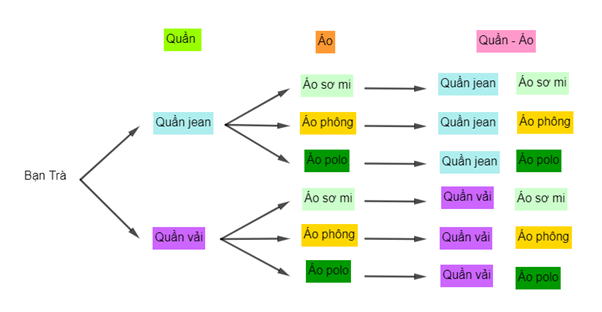 Quần Áo Quần - Áo
Áo sơ mi Quần jean Áo sơ mi
Quần jean Áo phông Quần jean Áo phông
Áo polo Quần jean Áo polo
Bạn Trà
Áo sơ mi Quần vải Áo sơ mi
Quần vải Áo phông Quần vải Áo phông
Áo polo Quần vải Áo polo